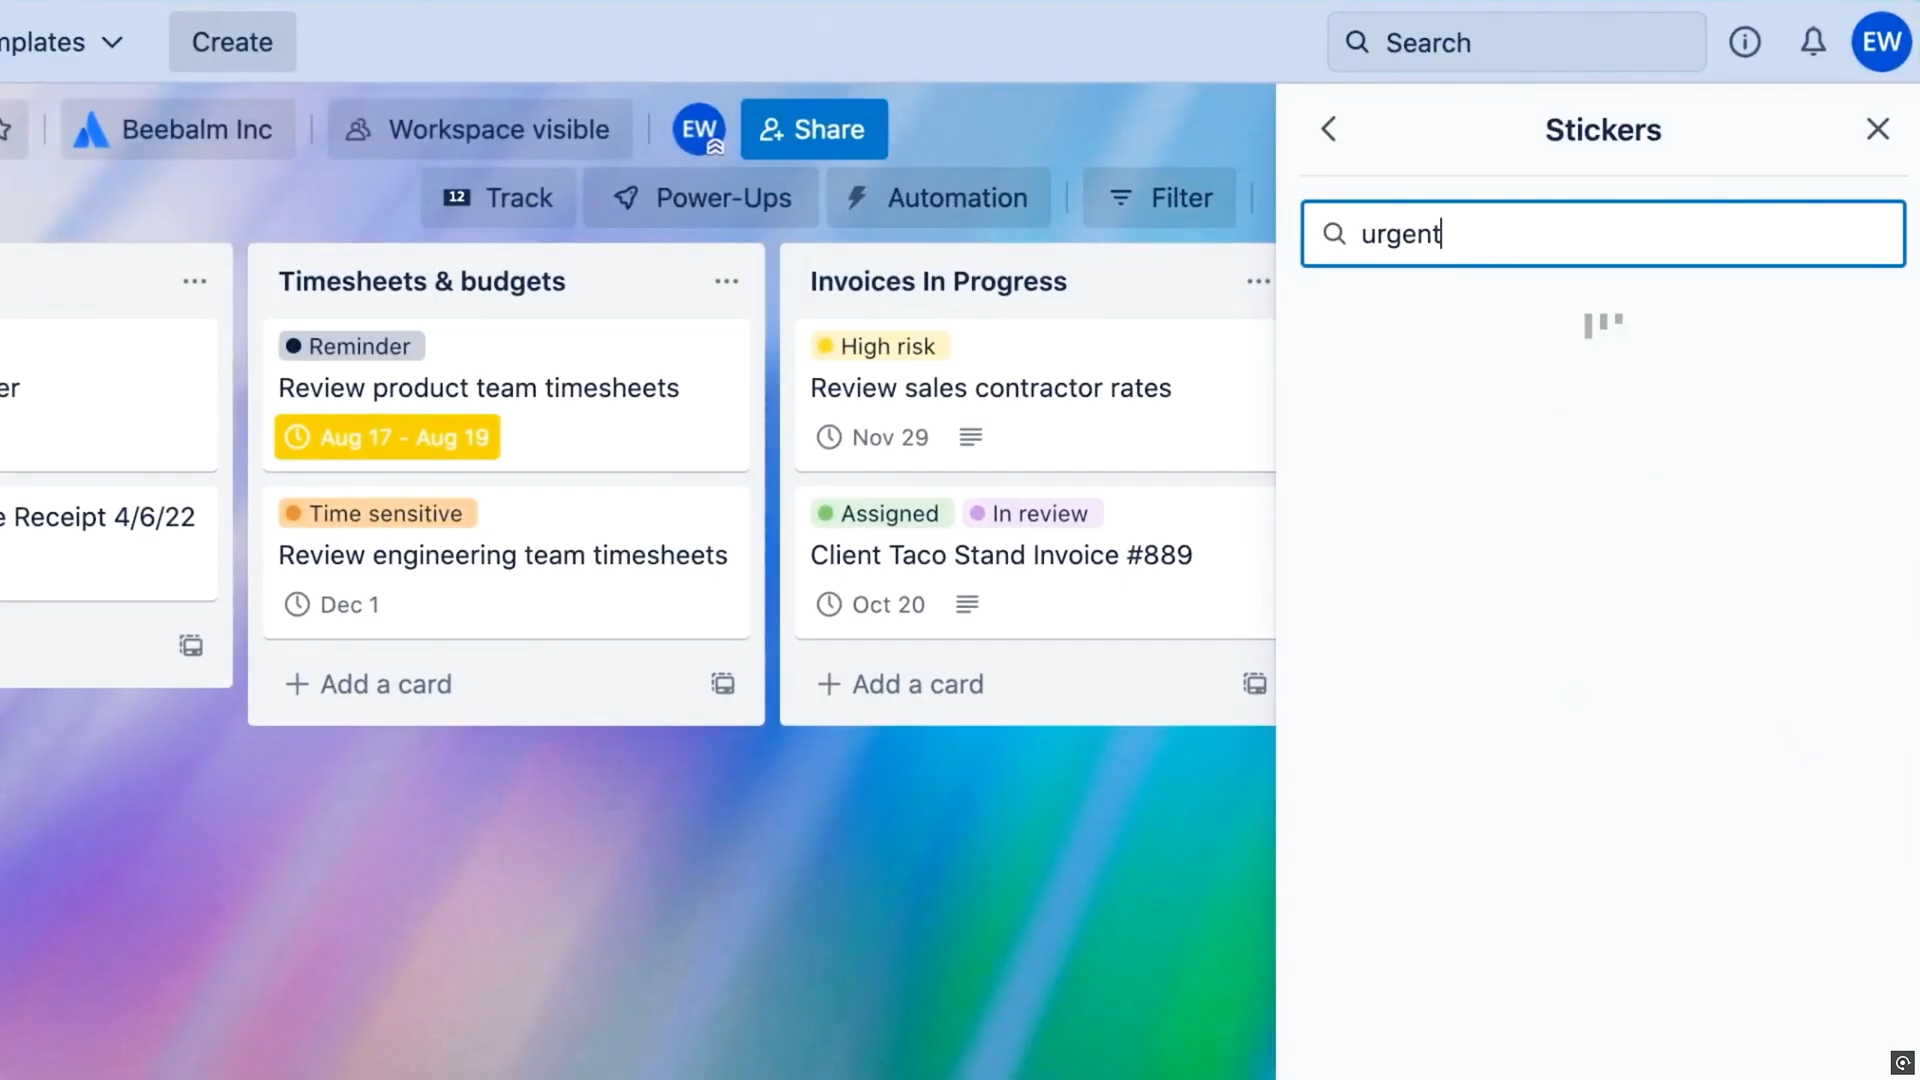 mplates
Create
Search
EW
Beebalm Inc
Workspace visible
EW
Share
12 Track
Power-Ups
Automation
Filter
Stickers
urgent
er
e Receipt 4/6/22
Timesheets & budgets
Reminder
Review product team timesheets
Aug 17 - Aug 19
Time sensitive
Review engineering team timesheets
Dec 1
Add a card
Invoices In Progress
High risk
Review sales contractor rates
Nov 29
Assigned In review
Client Taco Stand Invoice #889
Oct 20
Add a card